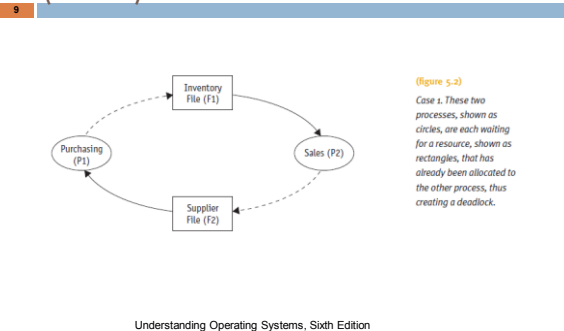 9
Inventory
File (F1)
Purchasing
(P1)
Sales (P2)
Supplier
File (F2)
(figure 5.2)
Case 1. These two
processes, shown as
circles, are each waiting
for a resource, shown as
rectangles, that has
already been allocated to
the other process, thus
creating a deadlock.
Understanding Operating Systems, Sixth Edition